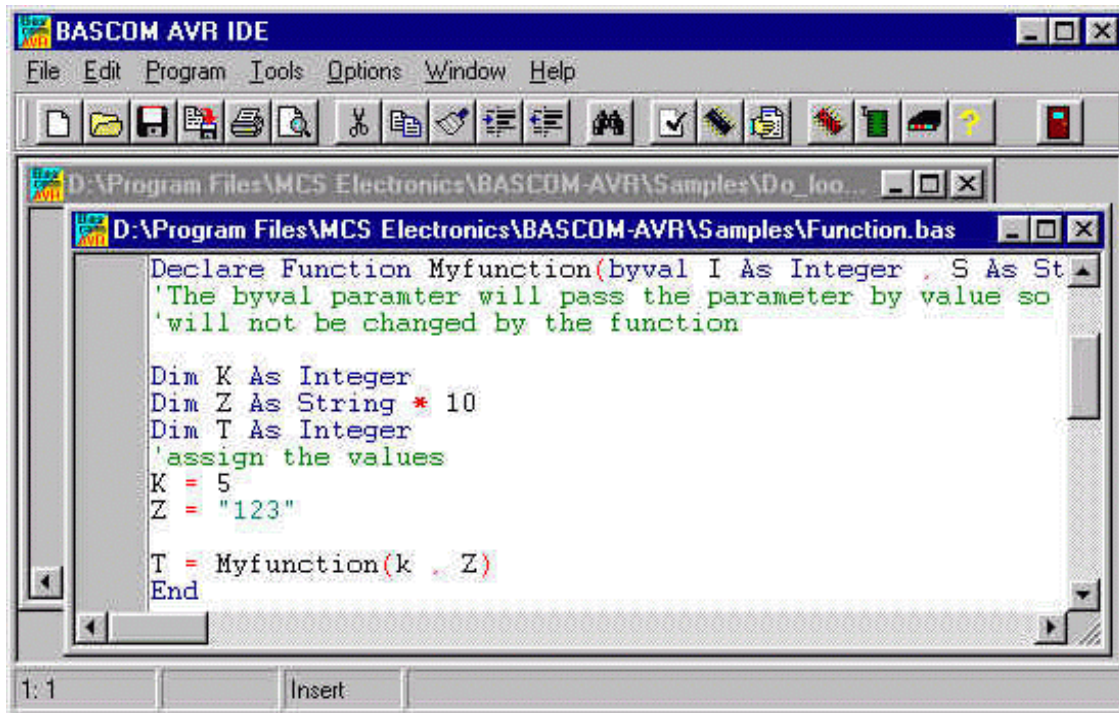 BASCOM AVR IDE
File Edit Program Tools Options Window Help
D:\Program Files\MCS Electronics\BASCOM-AVR\Samples\Do_loo...
D:\Program Files\MCS Electronics\BASCOM-AVR\Samples\Function.bas
Declare Function Myfunction(byval I As Integer , S As St
'The byval paramter will pass the parameter by value so
'will not be changed by the function
Dim K As Integer
Dim Z As String * 10
Dim T As Integer
'assign the values
K = 5
Z = "123"
T = Myfunction(k , Z)
End
1: 1 Insert